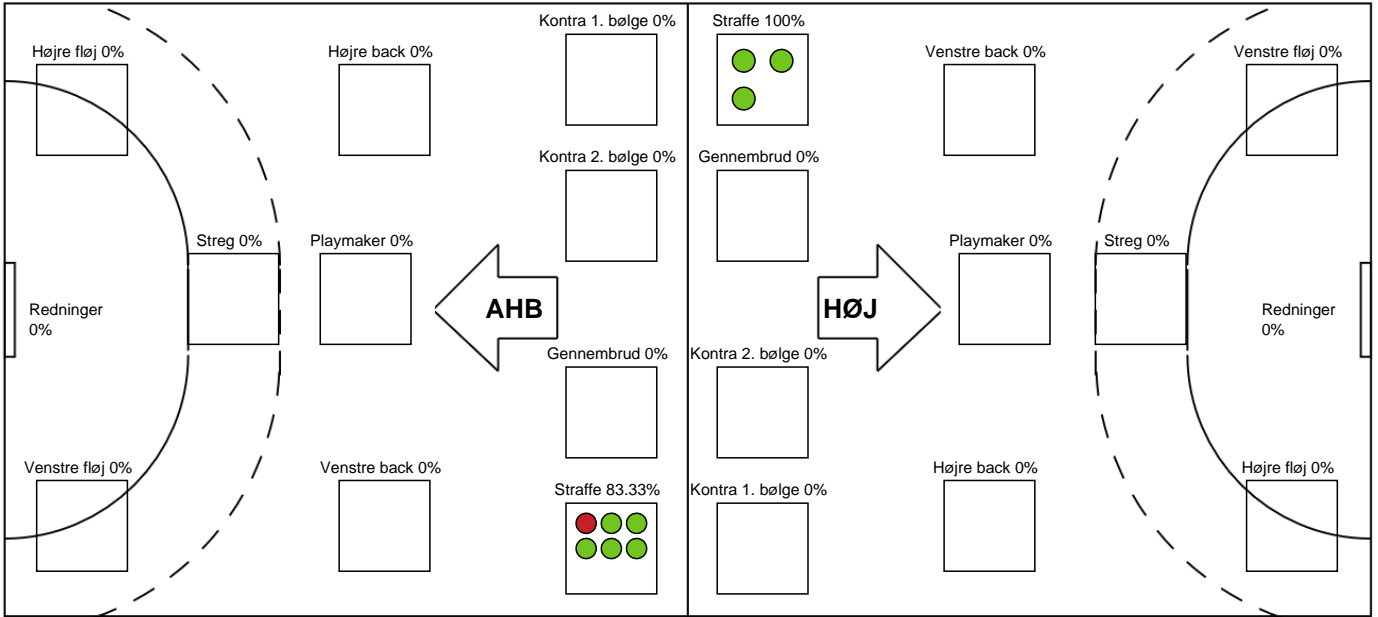 Kontra 1. bølge 0%
Straffe 100%
Højre fløj 0%
Højre back 0%
Venstre back 0%
Venstre fløj 0%
Kontra 2. bølge 0%
Gennembrud 0%
Streg 0%
Playmaker 0%
Playmaker 0%
Streg 0%
Redninger
0%
AHB
HØJ
Redninger
0%
Gennembrud 0%
Kontra 2. bølge 0%
Venstre fløj 0%
Venstre back 0%
Højre back 0%
Højre fløj 0%
Straffe 83.33%
Kontra 1. bølge 0%